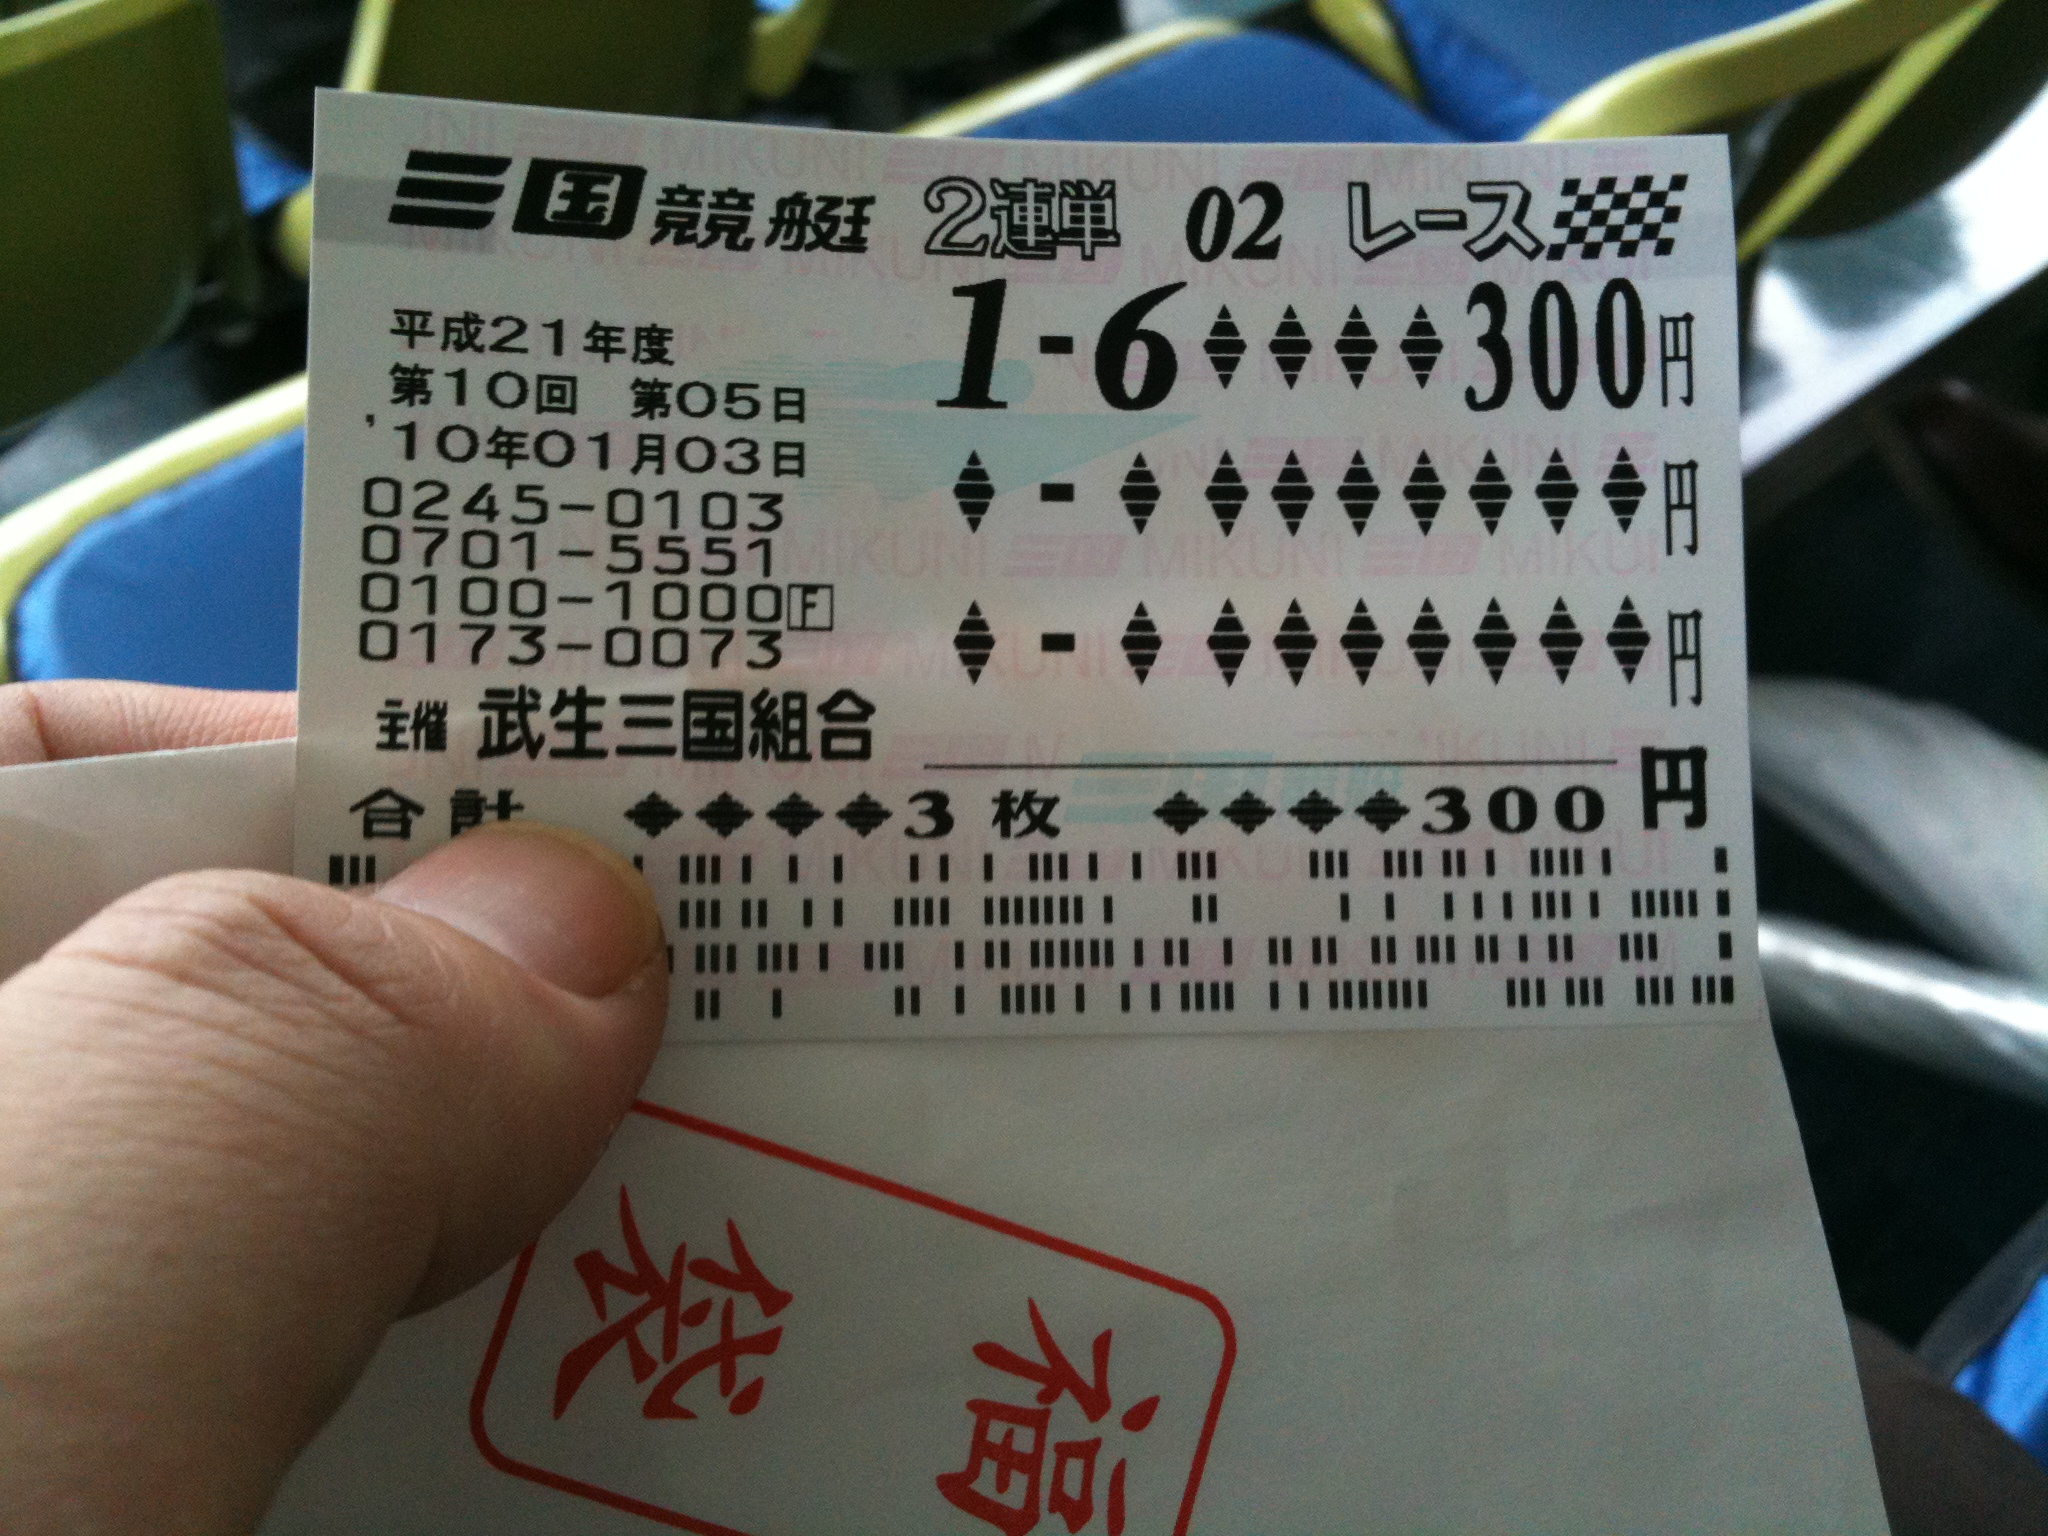 三国競艇 2連単 02 レース
1-6 300円
平成21年度
第10回 第05日
'10年01月03日
0245-0103
0701-5551
0100-1000F
0173-0073
- 円
- 円
主催 武生三国組合
合計 3枚 300円
福袋